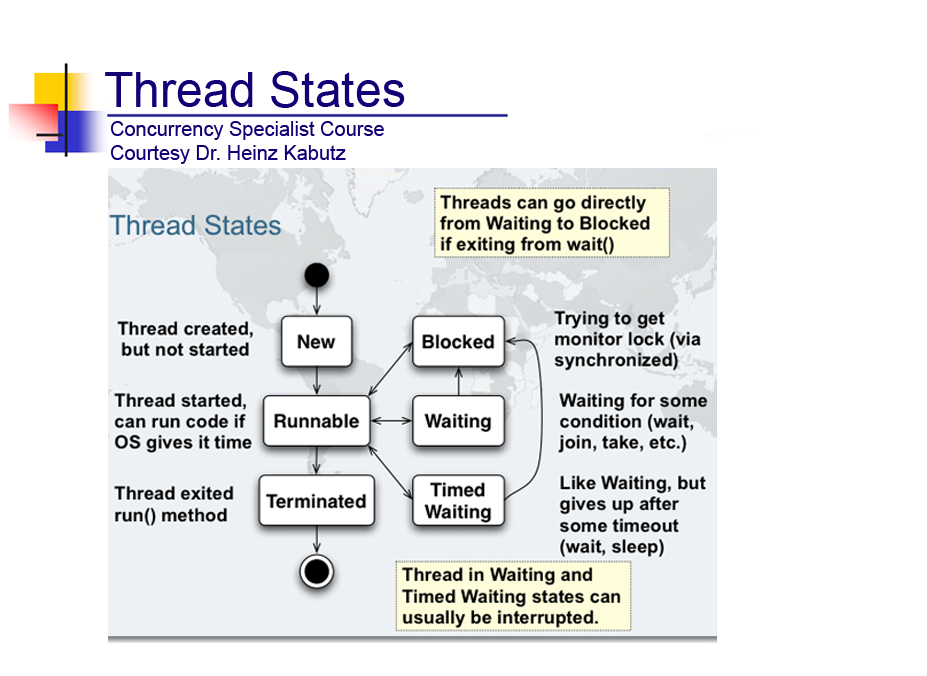 Thread States
Concurrency Specialist Course
Courtesy Dr. Heinz Kabutz
Thread States
Threads can go directly
from Waiting to Blocked
if exiting from wait()
Thread created,
but not started
New
Blocked
Trying to get
monitor lock (via
synchronized)
Thread started,
can run code if
OS gives it time
Runnable
Waiting
Waiting for some
condition (wait,
join, take, etc.)
Thread exited
run() method
Terminated
Timed
Waiting
Like Waiting, but
gives up after
some timeout
(wait, sleep)
Thread in Waiting and
Timed Waiting states can
usually be interrupted.